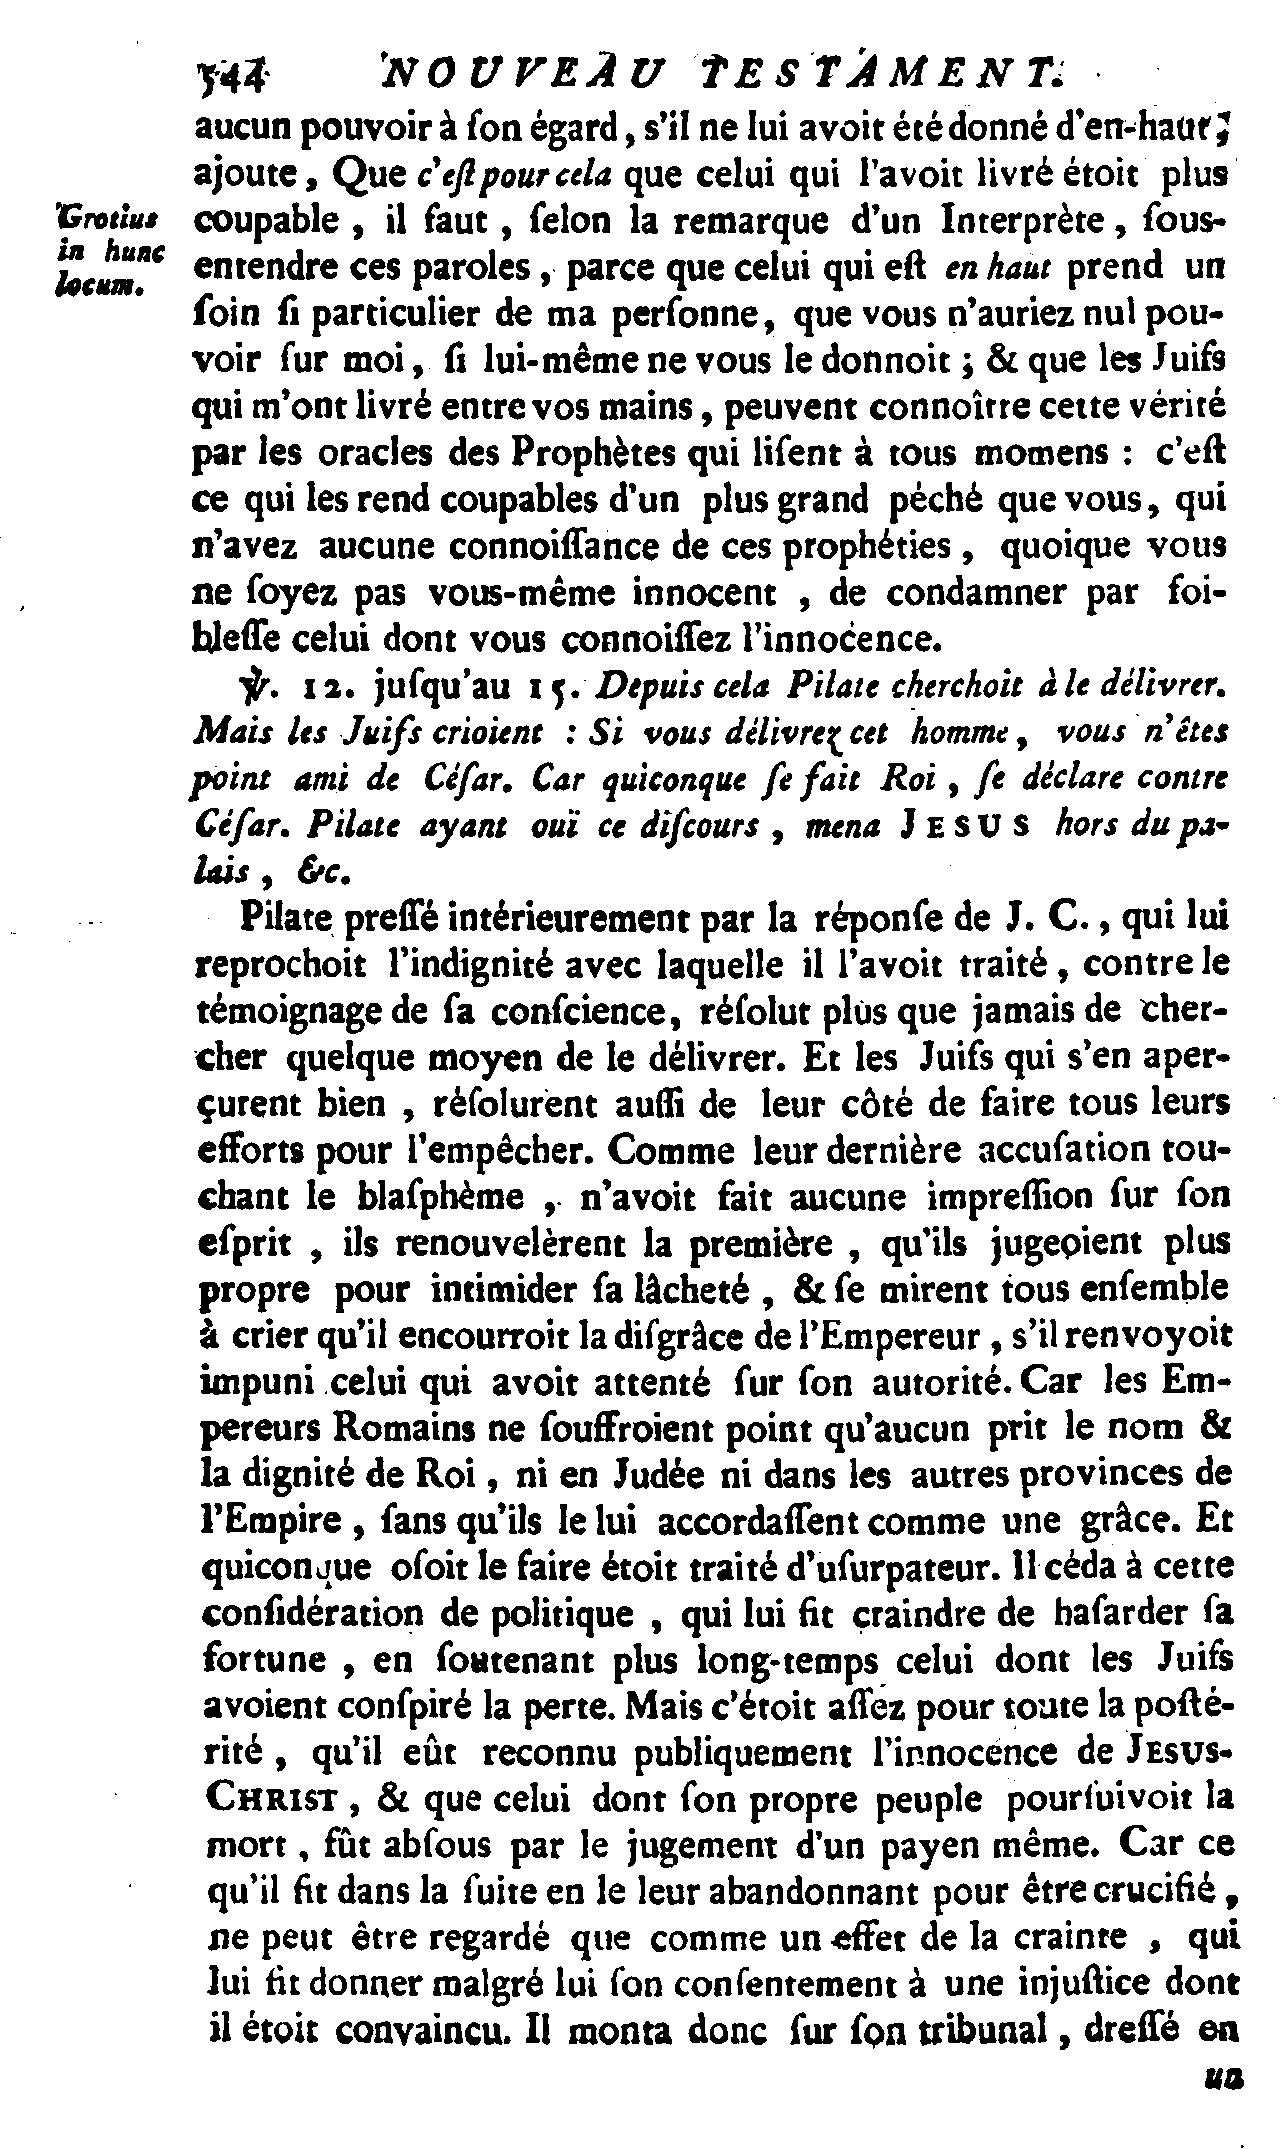 544 NOUVEAU TESTAMENT.
aucun pouvoir à ſon égard, s'il ne lui avoit été donné d'en-haut;
ajoute, Que c'eſt pour cela que celui qui l'avoit livré étoit plus
Grotius
in hunc
locum.
coupable, il faut, ſelon la remarque d'un Interprète, ſous-
entendre ces paroles, parce que celui qui eſt en haut prend un
ſoin ſi particulier de ma perſonne, que vous n'auriez nul pou-
voir ſur moi, ſi lui-même ne vous le donnoit; & que les Juifs
qui m'ont livré entre vos mains, peuvent connoître cette vérité
par les oracles des Prophètes qui liſent à tous momens : c'eſt
ce qui les rend coupables d'un plus grand péché que vous, qui
n'avez aucune connoiſſance de ces prophéties, quoique vous
ne ſoyez pas vous-même innocent, de condamner par foi-
bleſſe celui dont vous connoiſſez l'innocence.
℣. 12. juſqu'au 15. Depuis cela Pilate cherchoit à le délivrer.
Mais les Juifs crioient : Si vous délivrez cet homme, vous n'êtes
point ami de Céſar. Car quiconque ſe fait Roi, ſe déclare contre
Céſar. Pilate ayant ouï ce diſcours, mena JESUS hors du pa-
lais, &c.
Pilate preſſé intérieurement par la réponſe de J. C., qui lui
reprochoit l'indignité avec laquelle il l'avoit traité, contre le
témoignage de ſa conſcience, réſolut plus que jamais de cher-
cher quelque moyen de le délivrer. Et les Juifs qui s'en aper-
çurent bien, réſolurent auſſi de leur côté de faire tous leurs
efforts pour l'empêcher. Comme leur dernière accuſation tou-
chant le blaſphème, n'avoit fait aucune impreſſion ſur ſon
eſprit, ils renouvelèrent la première, qu'ils jugeoient plus
propre pour intimider ſa lâcheté, & ſe mirent tous enſemble
à crier qu'il encourroit la diſgrâce de l'Empereur, s'il renvoyoit
impuni celui qui avoit attenté ſur ſon autorité. Car les Em-
pereurs Romains ne ſouffroient point qu'aucun prit le nom &
la dignité de Roi, ni en Judée ni dans les autres provinces de
l'Empire, ſans qu'ils le lui accordaſſent comme une grâce. Et
quiconque oſoit le faire étoit traité d'uſurpateur. Il céda à cette
conſidération de politique, qui lui fit craindre de haſarder ſa
fortune, en ſoutenant plus long-temps celui dont les Juifs
avoient conſpiré la perte. Mais c'étoit aſſez pour toute la poſté-
rité, qu'il eût reconnu publiquement l'innocence de JESUS-
CHRIST, & que celui dont ſon propre peuple pourſuivoit la
mort, fût abſous par le jugement d'un payen même. Car ce
qu'il fit dans la ſuite en le leur abandonnant pour être crucifié,
ne peut être regardé que comme un effet de la crainte, qui
lui fit donner malgré lui ſon conſentement à une injuſtice dont
il étoit convaincu. Il monta donc ſur ſon tribunal, dreſſé en
un